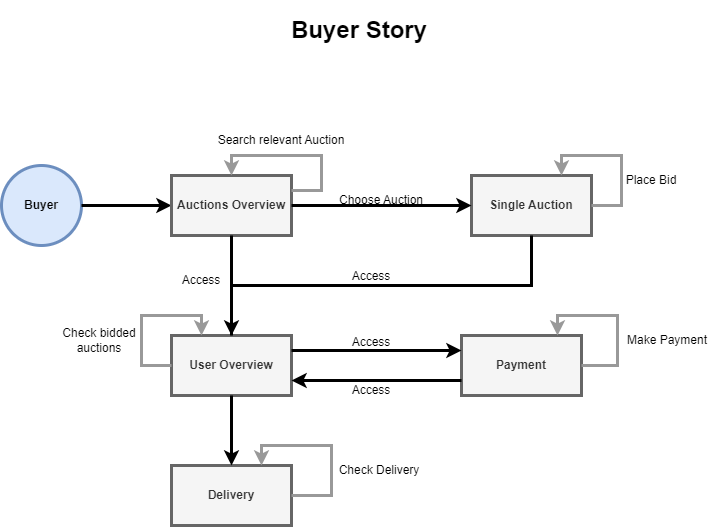 Buyer Story
Search relevant Auction
Buyer
Auctions Overview
Choose Auction
Single Auction
Place Bid
Access
Access
Check bidded
auctions
User Overview
Access
Access
Payment
Make Payment
Delivery
Check Delivery